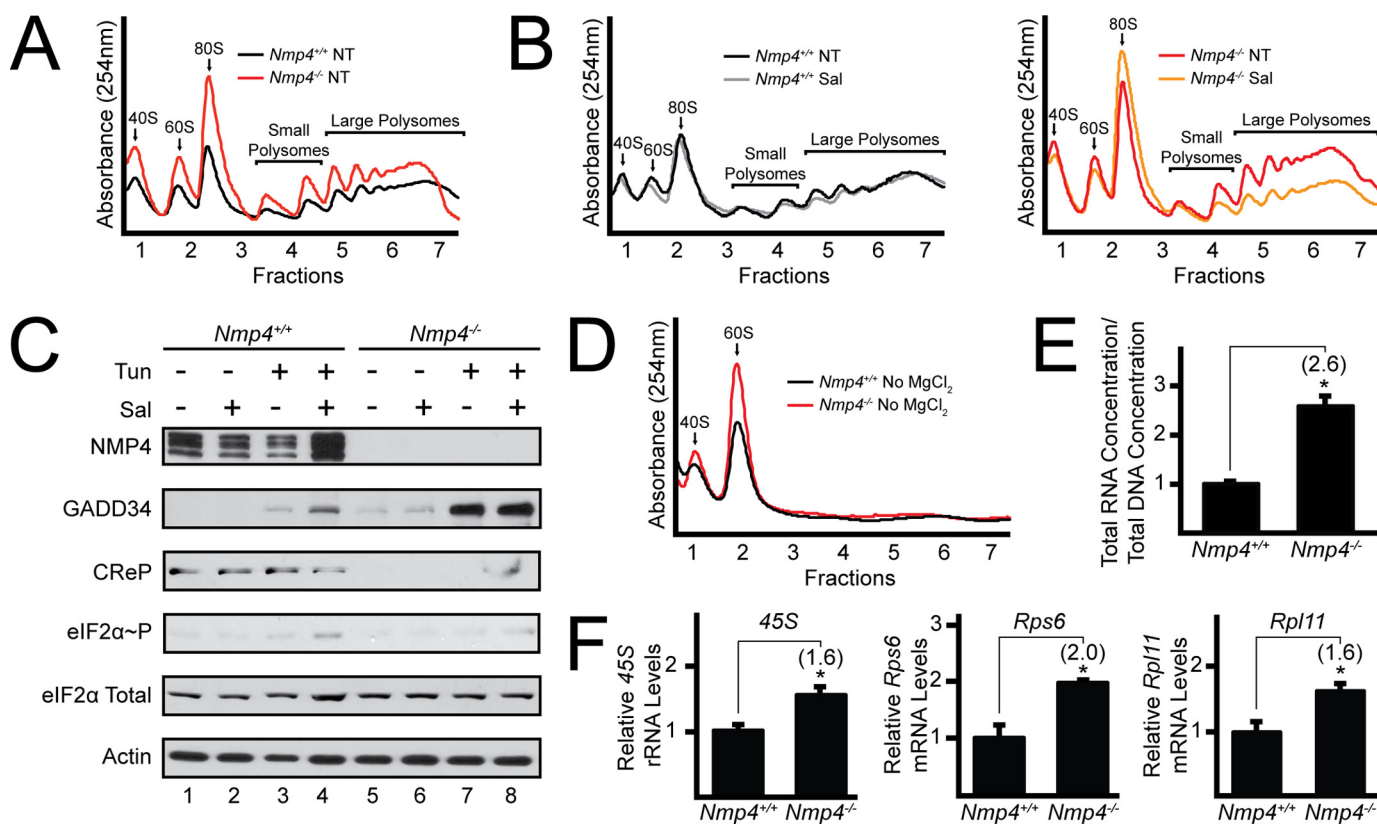 A
Absorbance (254nm)
40S
60S
80S
Nmp4+/+ NT
Nmp4-/- NT
Small
Polysomes
Large Polysomes
1 2 3 4 5 6 7
Fractions
B
Absorbance (254nm)
40S
60S
80S
Nmp4+/+ NT
Nmp4+/+ Sal
Small
Polysomes
Large Polysomes
1 2 3 4 5 6 7
Fractions
Absorbance (254nm)
40S
60S
80S
Nmp4-/- NT
Nmp4-/- Sal
Small
Polysomes
Large Polysomes
1 2 3 4 5 6 7
Fractions
C
Nmp4+/+ Nmp4-/-
Tun - - + + - - + +
Sal - + - + - + - +
NMP4
GADD34
CReP
eIF2α~P
eIF2α Total
Actin
1 2 3 4 5 6 7 8
D
Absorbance (254nm)
40S
60S
Nmp4+/+ No MgCl2
Nmp4-/- No MgCl2
1 2 3 4 5 6 7
Fractions
E
Total RNA Concentration/
Total DNA Concentration
3
2
1
(2.6)
*
Nmp4+/+ Nmp4-/-
F
45S
Relative 45S
rRNA Levels
2
1
(1.6)
*
Nmp4+/+ Nmp4-/-
Rps6
Relative Rps6
mRNA Levels
3
2
1
(2.0)
*
Nmp4+/+ Nmp4-/-
Rpl11
Relative Rpl11
mRNA Levels
2
1
(1.6)
*
Nmp4+/+ Nmp4-/-